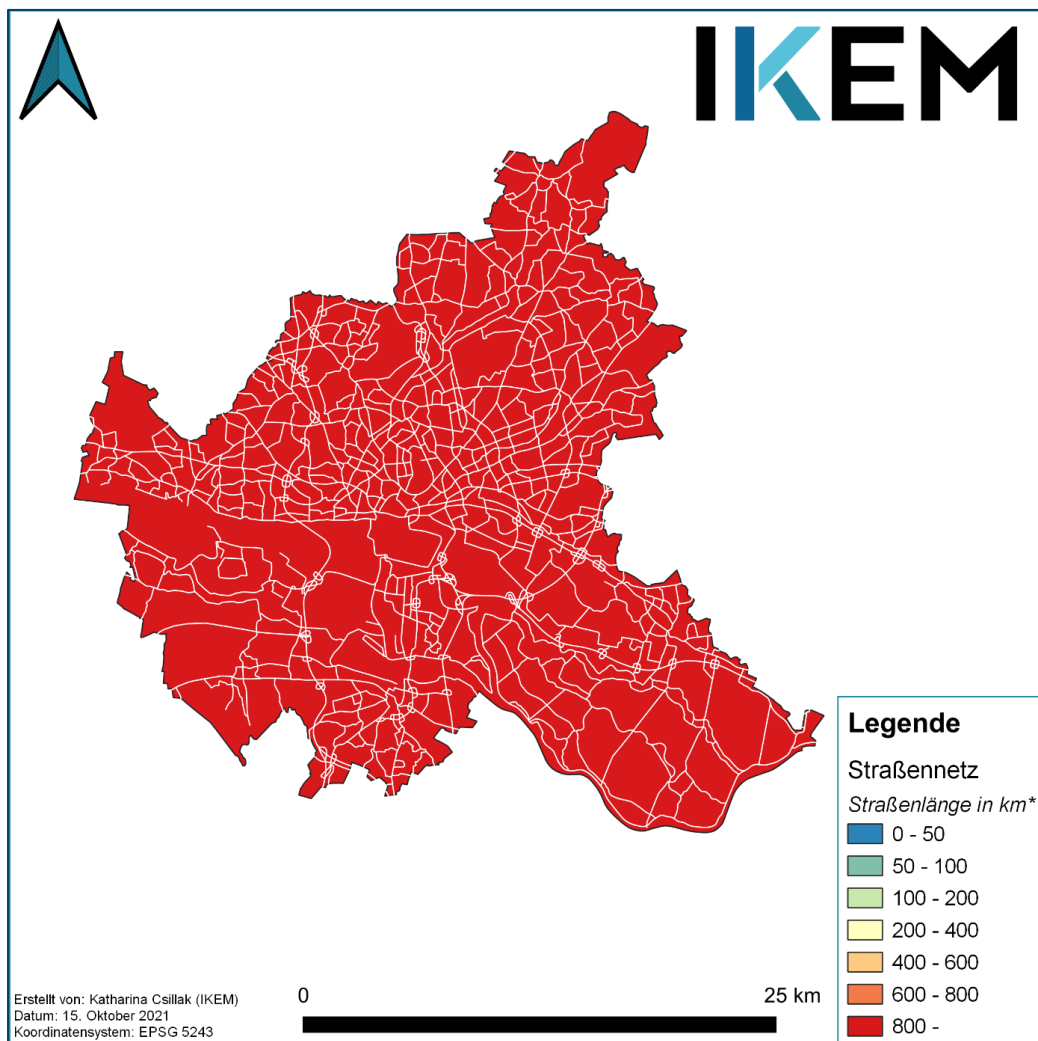 IKEM
Legende
Straßennetz
Straßenlänge in km*
0 - 50
50 - 100
100 - 200
200 - 400
400 - 600
600 - 800
800 -
0 25 km
Erstellt von: Katharina Csillak (IKEM)
Datum: 15. Oktober 2021
Koordinatensystem: EPSG 5243